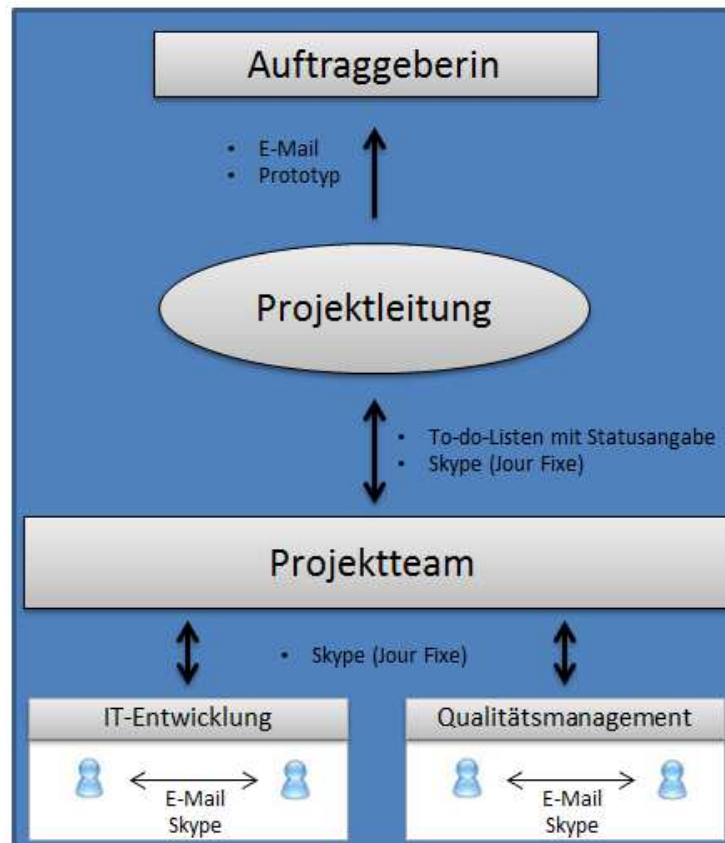 Auftraggeberin
• E-Mail
• Prototyp
Projektleitung
• To-do-Listen mit Statusangabe
• Skype (Jour Fixe)
Projektteam
• Skype (Jour Fixe)
IT-Entwicklung
E-Mail
Skype
Qualitätsmanagement
E-Mail
Skype